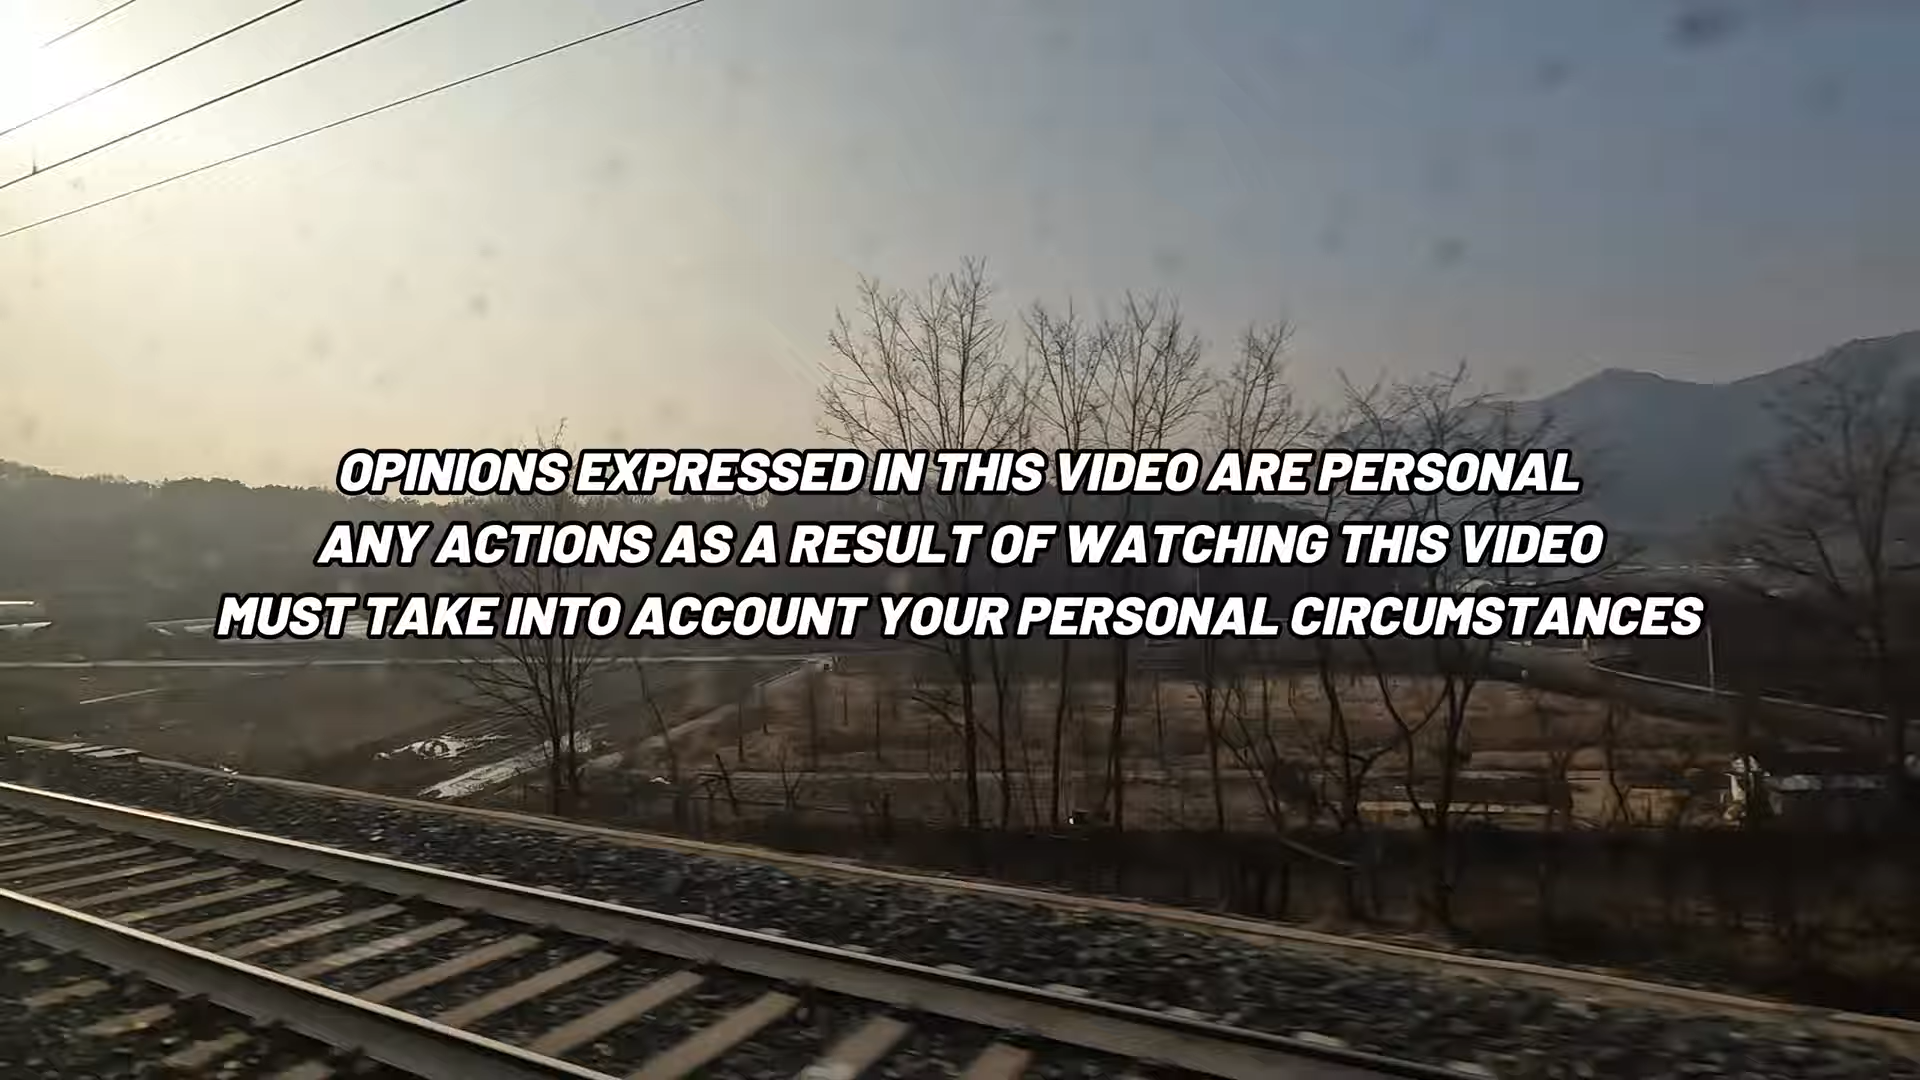 OPINIONS EXPRESSED IN THIS VIDEO ARE PERSONAL
ANY ACTIONS AS A RESULT OF WATCHING THIS VIDEO
MUST TAKE INTO ACCOUNT YOUR PERSONAL CIRCUMSTANCES